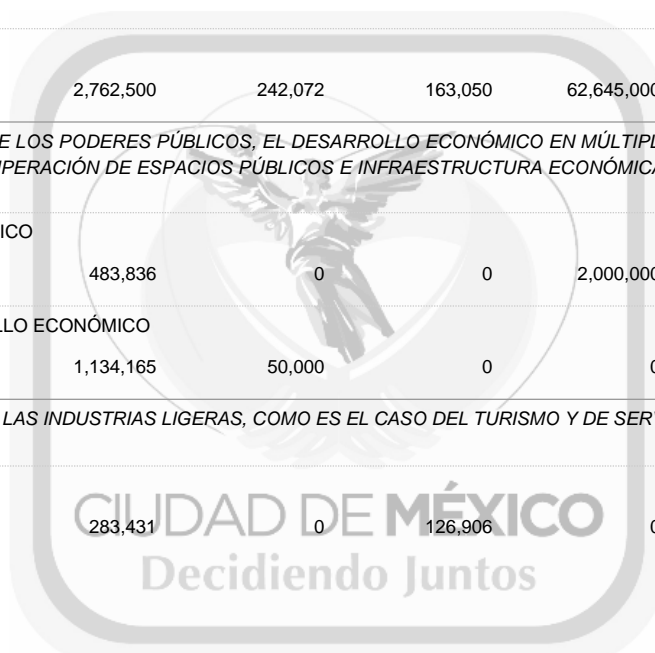 2,762,500 242,072 163,050 62,645,000
E LOS PODERES PÚBLICOS, EL DESARROLLO ECONÓMICO EN MÚLTIPL
PERACIÓN DE ESPACIOS PÚBLICOS E INFRAESTRUCTURA ECONÓMICA
ICO
483,836 0 0 2,000,000
LLO ECONÓMICO
1,134,165 50,000 0 0
LAS INDUSTRIAS LIGERAS, COMO ES EL CASO DEL TURISMO Y DE SER
283,431 0 126,906 0
CIUDAD DE MÉXICO
Decidiendo Juntos